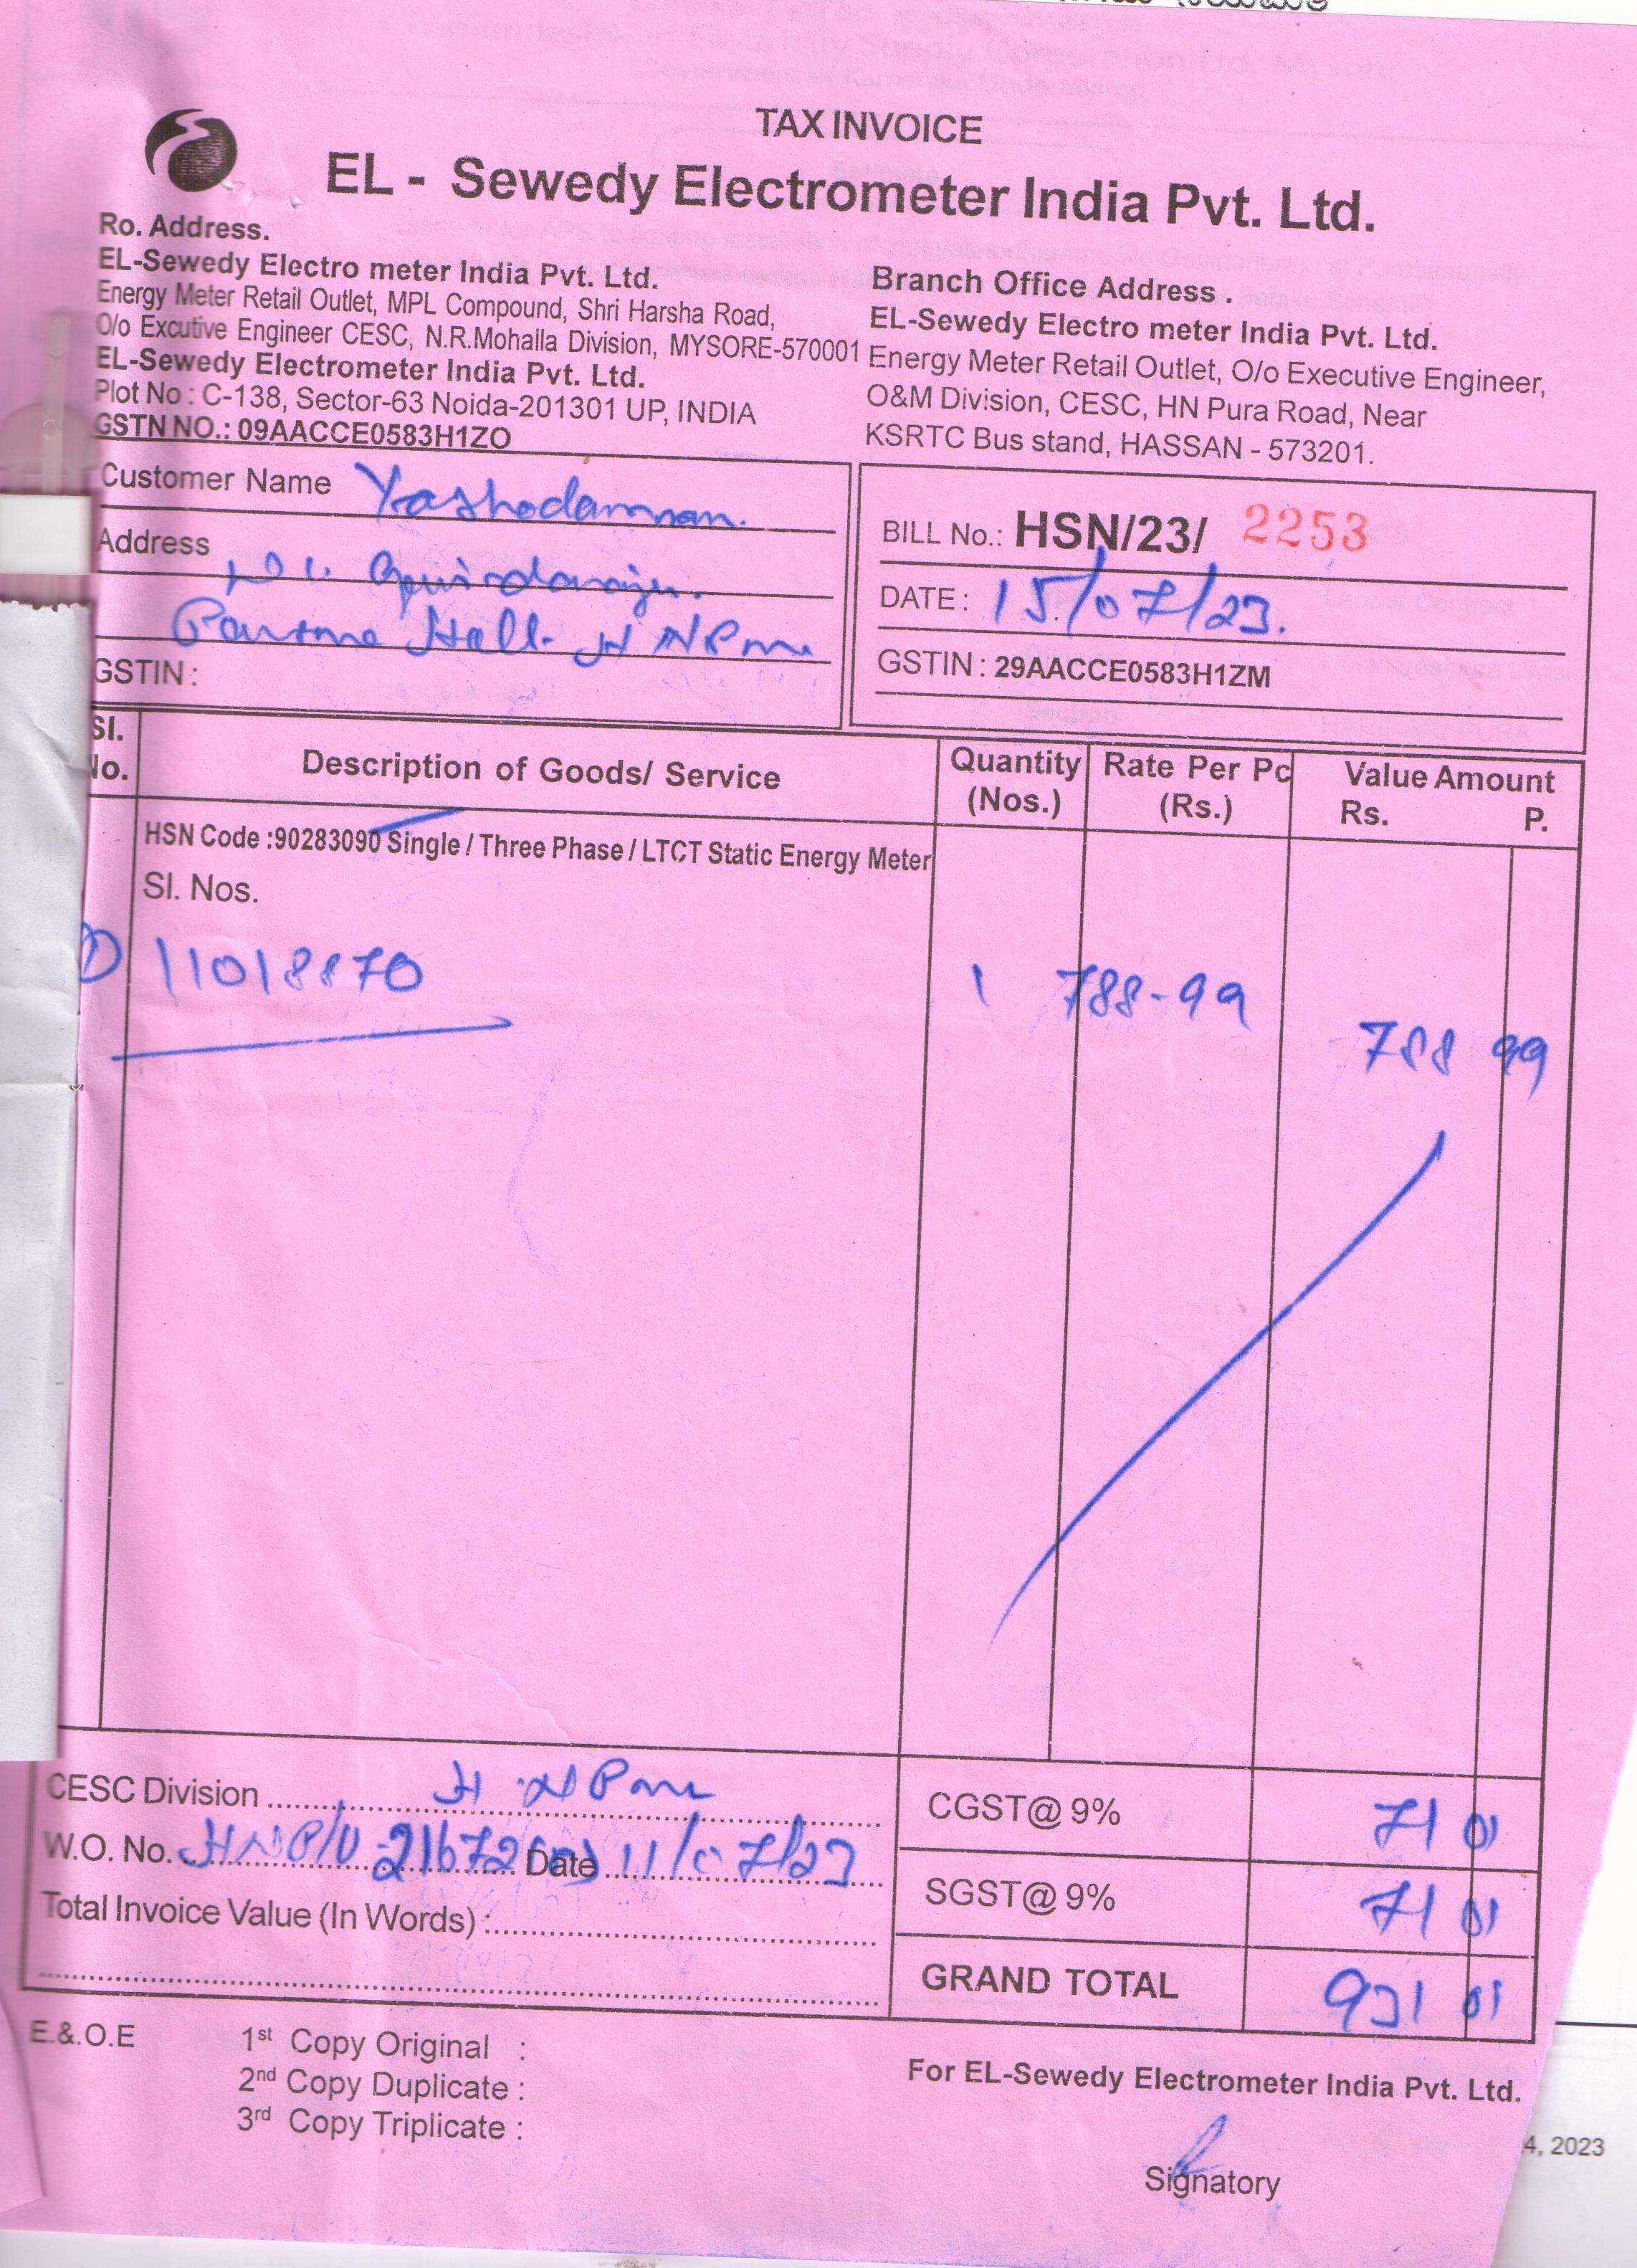 TAX INVOICE
EL - Sewedy Electrometer India Pvt. Ltd.
Ro. Address.
EL-Sewedy Electro meter India Pvt. Ltd.
Energy Meter Retail Outlet, MPL Compound, Shri Harsha Road,
O/o Excutive Engineer CESC, N.R.Mohalla Division, MYSORE-570001
EL-Sewedy Electrometer India Pvt. Ltd.
Plot No : C-138, Sector-63 Noida-201301 UP, INDIA
GSTN NO.: 09AACCE0583H1ZO
Branch Office Address .
EL-Sewedy Electro meter India Pvt. Ltd.
Energy Meter Retail Outlet, O/o Executive Engineer,
O&M Division, CESC, HN Pura Road, Near
KSRTC Bus stand, HASSAN - 573201.
Customer Name Yashodamman.
Address
Hall- H N Pura
GSTIN :
BILL No.: HSN/23/ 2253
DATE : 15/07/23.
GSTIN : 29AACCE0583H1ZM
Sl. No. Description of Goods/ Service Quantity (Nos.) Rate Per Pc (Rs.) Value Amount Rs. P.
HSN Code :90283090 Single / Three Phase / LTCT Static Energy Meter
Sl. Nos.
1) 11018870 1 788-99 788 99
CESC Division H N Pura
W.O. No. Date 11/07/23
Total Invoice Value (In Words) :
CGST@ 9% 71 01
SGST@ 9% 71 01
GRAND TOTAL 931 01
E.&.O.E
1st Copy Original :
2nd Copy Duplicate :
3rd Copy Triplicate :
For EL-Sewedy Electrometer India Pvt. Ltd.
Signatory
4, 2023